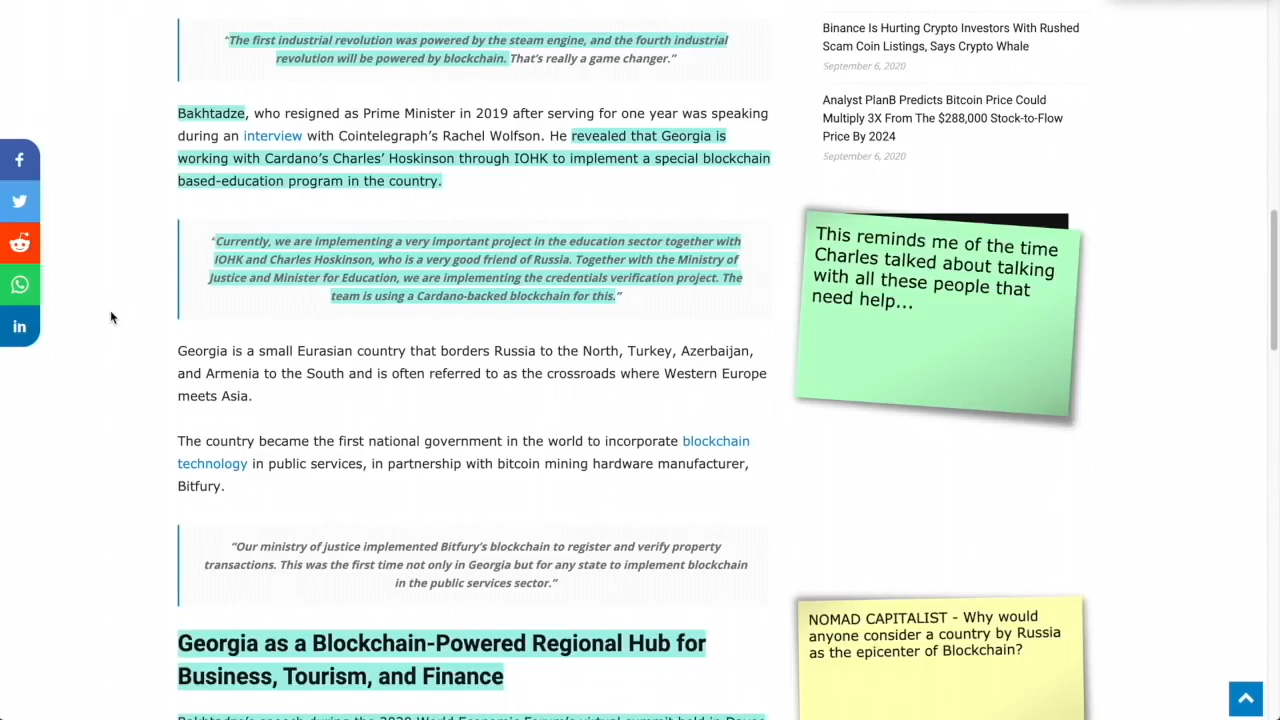 “The first industrial revolution was powered by the steam engine, and the fourth industrial
revolution will be powered by blockchain. That’s really a game changer.”
Bakhtadze, who resigned as Prime Minister in 2019 after serving for one year was speaking
during an interview with Cointelegraph’s Rachel Wolfson. He revealed that Georgia is
working with Cardano’s Charles’ Hoskinson through IOHK to implement a special blockchain
based-education program in the country.
“Currently, we are implementing a very important project in the education sector together with
IOHK and Charles Hoskinson, who is a very good friend of Russia. Together with the Ministry of
Justice and Minister for Education, we are implementing the credentials verification project. The
team is using a Cardano-backed blockchain for this.”
Georgia is a small Eurasian country that borders Russia to the North, Turkey, Azerbaijan,
and Armenia to the South and is often referred to as the crossroads where Western Europe
meets Asia.
The country became the first national government in the world to incorporate blockchain
technology in public services, in partnership with bitcoin mining hardware manufacturer,
Bitfury.
“Our ministry of justice implemented Bitfury’s blockchain to register and verify property
transactions. This was the first time not only in Georgia but for any state to implement blockchain
in the public services sector.”
Georgia as a Blockchain-Powered Regional Hub for
Business, Tourism, and Finance
Bakhtadze’s speech during the 2020 World Economic Forum’s virtual summit held in Davos
Binance Is Hurting Crypto Investors With Rushed
Scam Coin Listings, Says Crypto Whale
September 6, 2020
Analyst PlanB Predicts Bitcoin Price Could
Multiply 3X From The $288,000 Stock-to-Flow
Price By 2024
September 6, 2020
This reminds me of the time
Charles talked about talking
with all these people that
need help...
NOMAD CAPITALIST - Why would
anyone consider a country by Russia
as the epicenter of Blockchain?